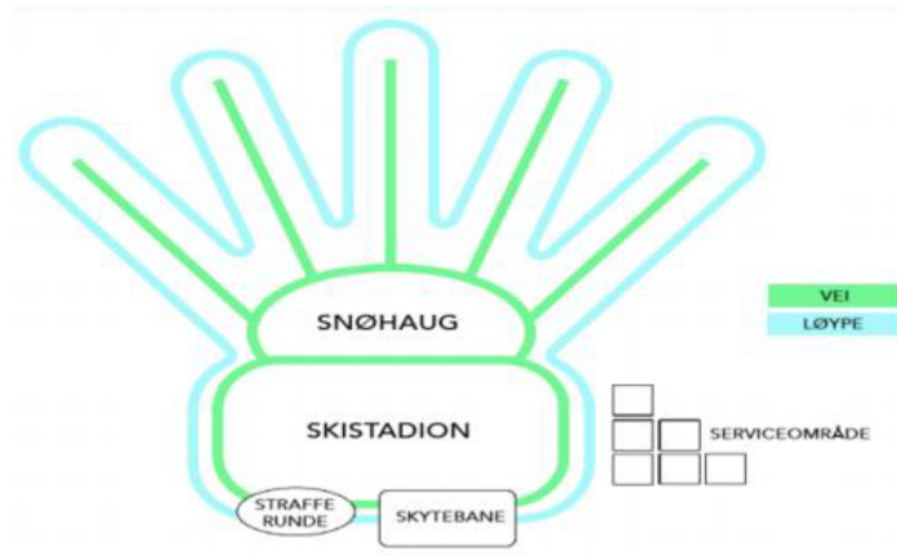 SNØHAUG
VEI
LØYPE
SKISTADION
SERVICEOMRÅDE
STRAFFE
RUNDE
SKYTEBANE